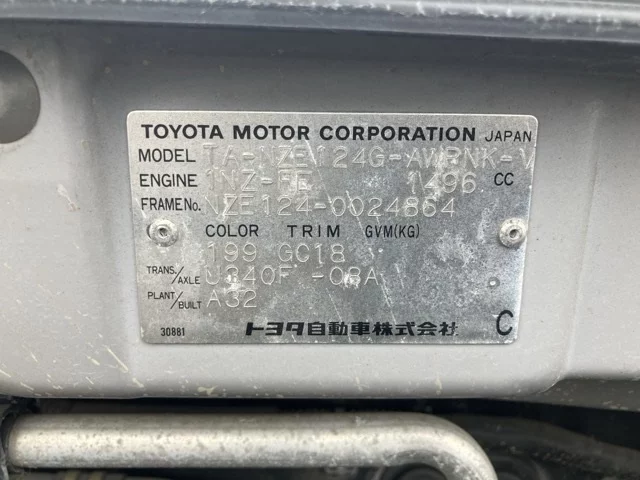 TOYOTA MOTOR CORPORATION JAPAN
MODEL TA-NZE124G-AWPNK-V
ENGINE 1NZ-FE 1496 CC
FRAME No. NZE124-0024864
COLOR TRIM GVM(KG)
199 GC18
TRANS./AXLE U340F -03A
PLANT/BUILT A32
30881 トヨタ自動車株式会社 C